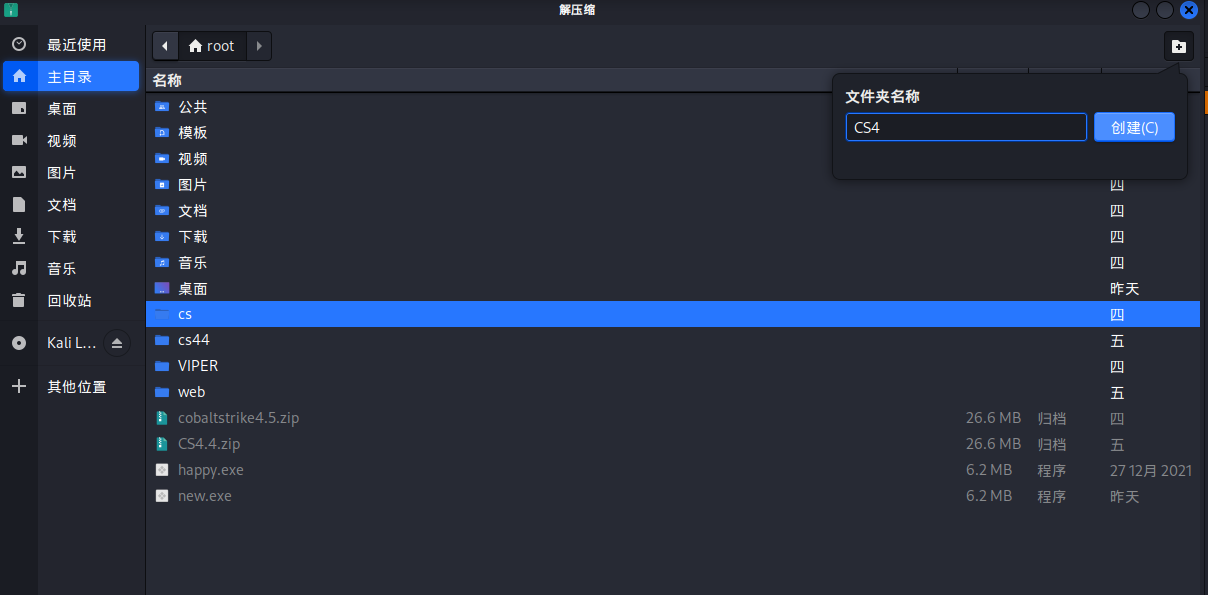 解压缩
最近使用
主目录
桌面
视频
图片
文档
下载
音乐
回收站
Kali L...
其他位置
root
名称
文件夹名称
CS4
创建(C)
公共
模板
视频
图片 四
文档 四
下载 四
音乐 四
桌面 昨天
cs 四
cs44 五
VIPER 四
web 五
cobaltstrike4.5.zip 26.6 MB 归档 四
CS4.4.zip 26.6 MB 归档 五
happy.exe 6.2 MB 程序 27 12月 2021
new.exe 6.2 MB 程序 昨天